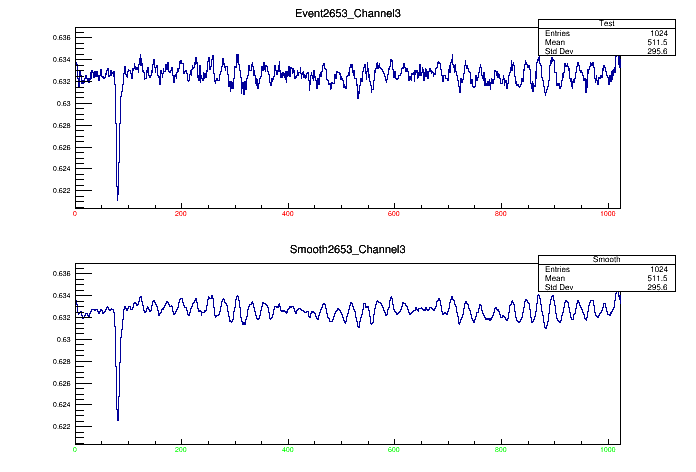 Event2653_Channel3
Test
Entries 1024
Mean 511.5
Std Dev 295.6
0.636
0.634
0.632
0.63
0.628
0.626
0.624
0.622
0 200 400 600 800 1000
Smooth2653_Channel3
Smooth
Entries 1024
Mean 511.5
Std Dev 295.6
0.636
0.634
0.632
0.63
0.628
0.626
0.624
0.622
0 200 400 600 800 1000